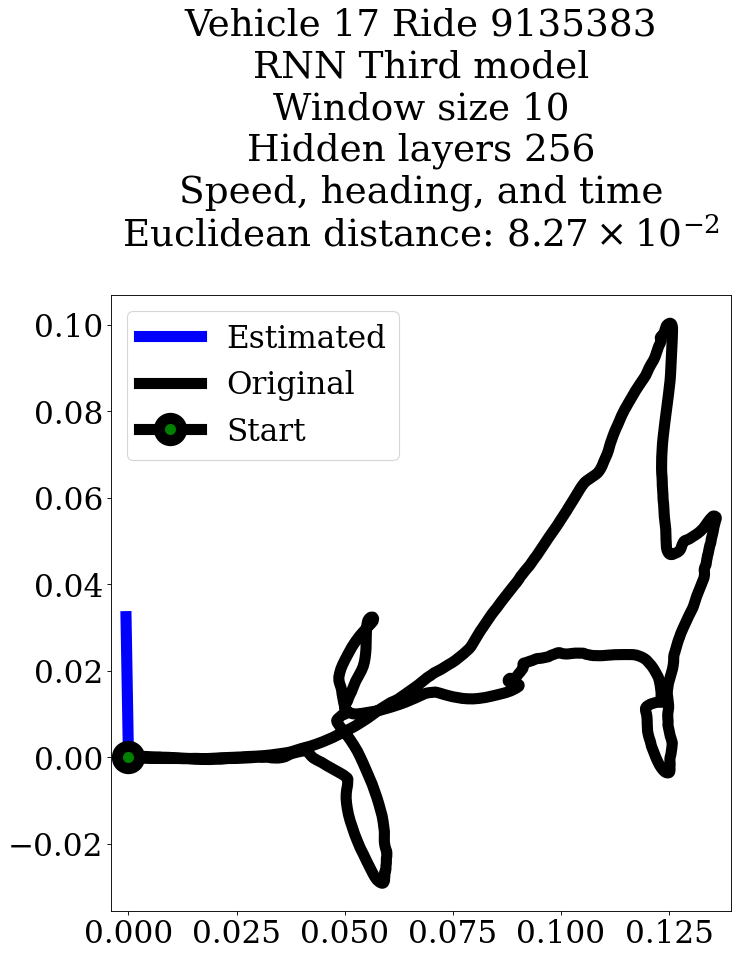 Vehicle 17 Ride 9135383
RNN Third model
Window size 10
Hidden layers 256
Speed, heading, and time
Euclidean distance: 8.27 × 10⁻²
Estimated
Original
Start
0.10
0.08
0.06
0.04
0.02
0.00
−0.02
0.000 0.025 0.050 0.075 0.100 0.125